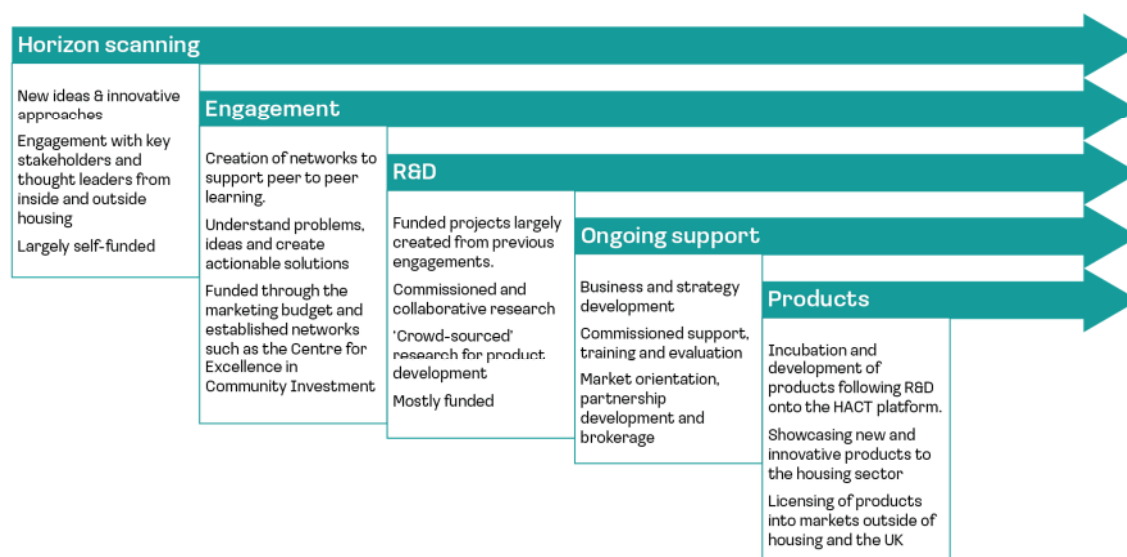 Horizon scanning
New ideas & innovative
approaches
Engagement with key
stakeholders and
thought leaders from
inside and outside
housing
Largely self-funded
Engagement
Creation of networks to
support peer to peer
learning.
Understand problems,
ideas and create
actionable solutions
Funded through the
marketing budget and
established networks
such as the Centre for
Excellence in
Community Investment
R&D
Funded projects largely
created from previous
engagements.
Commissioned and
collaborative research
'Crowd-sourced'
research for product
development
Mostly funded
Ongoing support
Business and strategy
development
Commissioned support,
training and evaluation
Market orientation,
partnership
development and
brokerage
Products
Incubation and
development of
products following R&D
onto the HACT platform.
Showcasing new and
innovative products to
the housing sector
Licensing of products
into markets outside of
housing and the UK